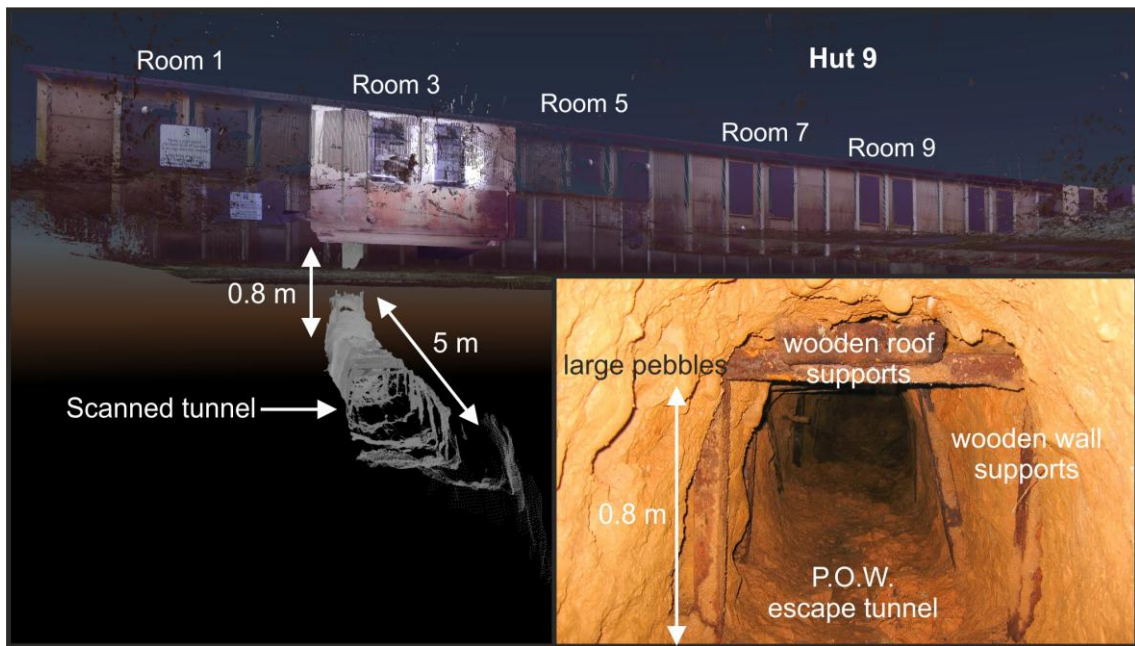 Hut 9
Room 1
Room 3
Room 5
Room 7
Room 9
0.8 m
5 m
Scanned tunnel
large pebbles
wooden roof
supports
wooden wall
supports
0.8 m
P.O.W.
escape tunnel